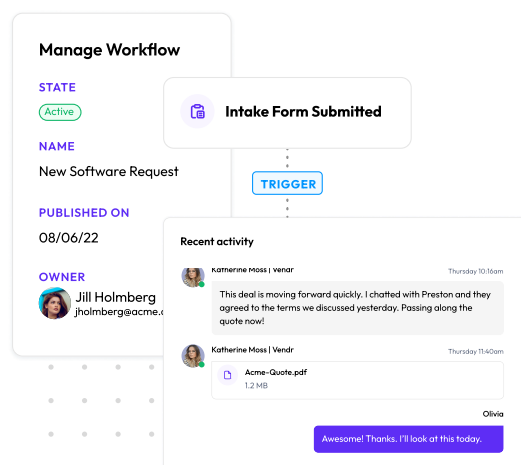 Manage Workflow
STATE
Active
NAME
New Software Request
PUBLISHED ON
08/06/22
OWNER
Jill Holmberg
jholmberg@acme.
Intake Form Submitted
TRIGGER
Recent activity
Katherine Moss | Vendr
Thursday 10:16am
This deal is moving forward quickly. I chatted with Preston and they
agreed to the terms we discussed yesterday. Passing along the
quote now!
Katherine Moss | Vendr
Thursday 11:40am
Acme-Quote.pdf
1.2 MB
Olivia
Awesome! Thanks. I'll look at this today.